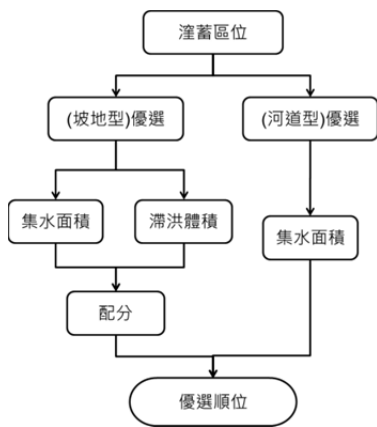 窪蓄區位
(坡地型)優選
(河道型)優選
集水面積
滯洪體積
集水面積
配分
優選順位